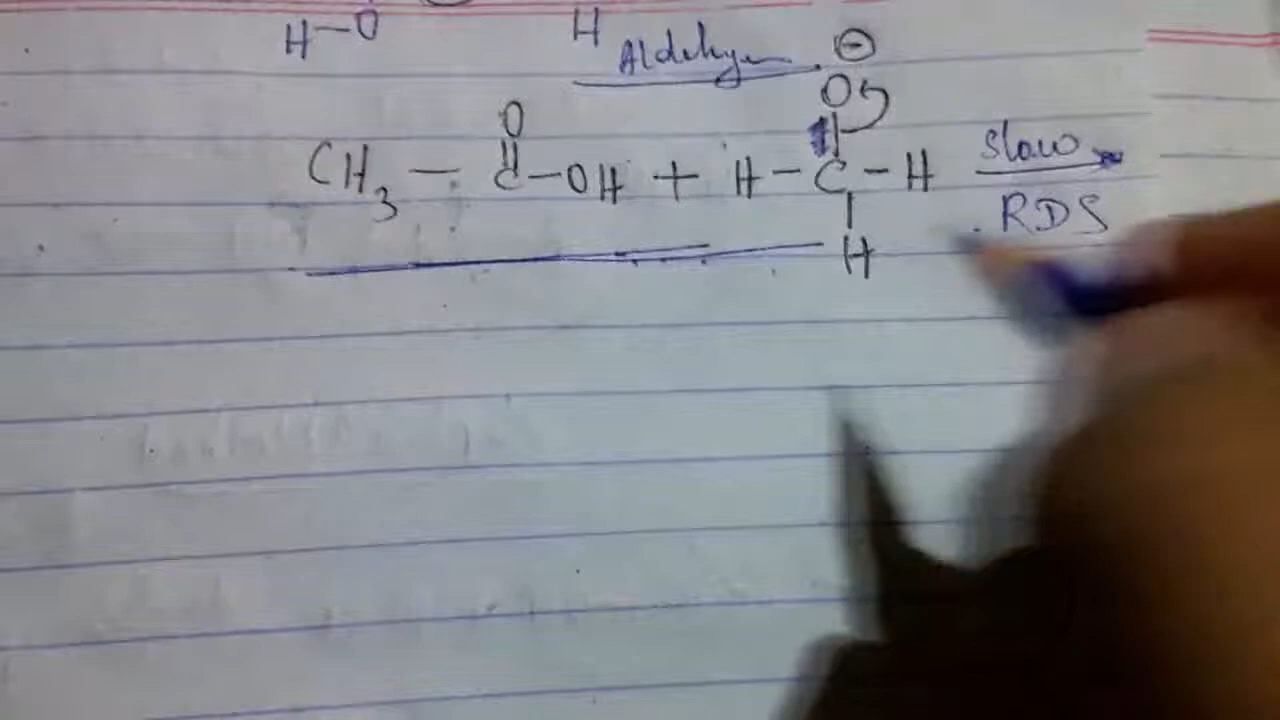 H-O H
Aldehyde ⊖
O O
CH3 - C-OH + H-C-H slow
RDS
H